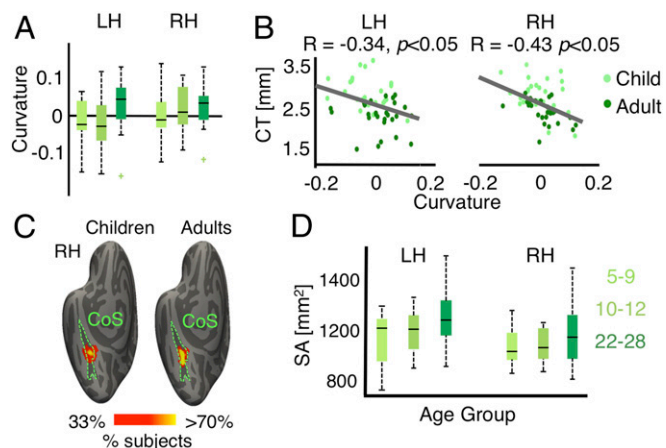 A
LH RH
Curvature
0.1
0
-0.1
B
LH RH
R = -0.34, p<0.05 R = -0.43 p<0.05
CT [mm]
3.5
2.5
1.5
-0.2 0 0.2 -0.2 0 0.2
Curvature
Child
Adult
C
Children Adults
RH
CoS CoS
33% >70%
% subjects
D
LH RH
SA [mm²]
1400
1200
800
Age Group
5-9
10-12
22-28